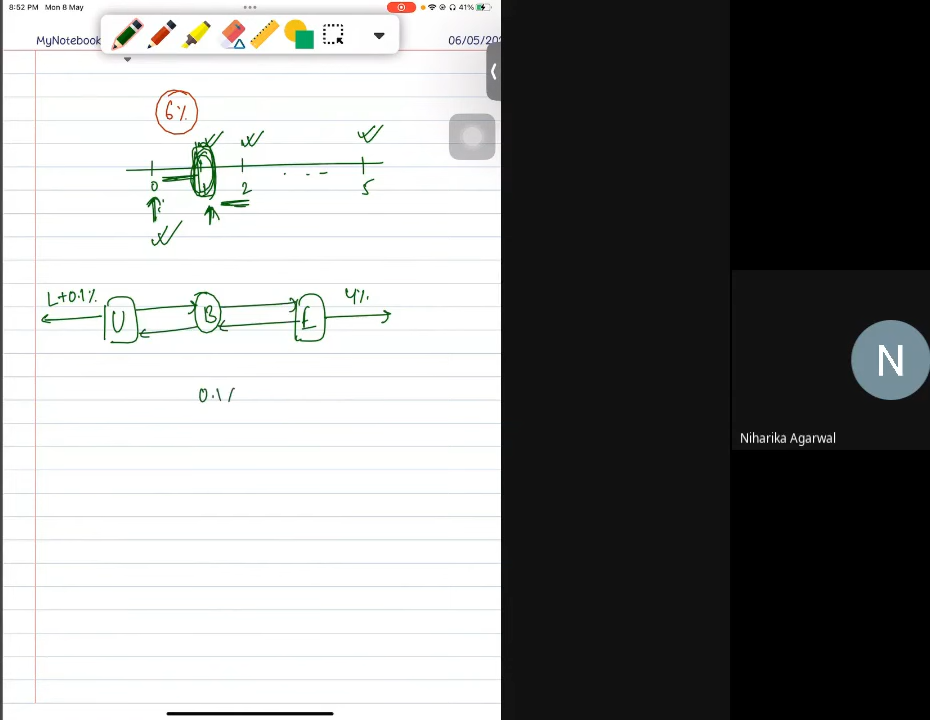 8:52 PM Mon 8 May
41%
MyNotebook
06/05/202
6%
0 2 5
L+0.1% 4%
U B E
0.1
Niharika Agarwal
N